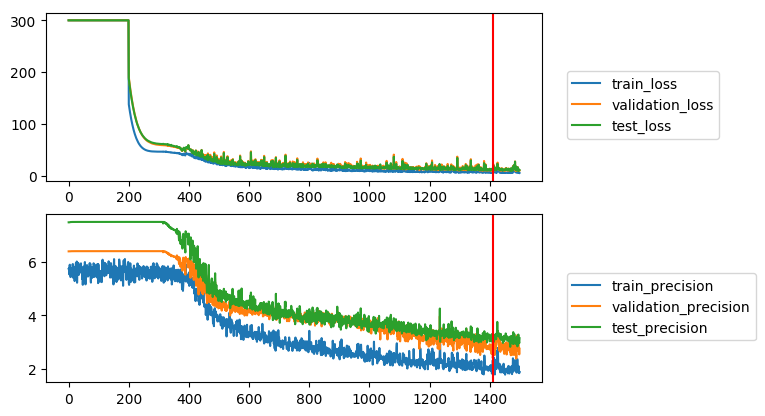 300
200
100
0
0 200 400 600 800 1000 1200 1400
train_loss
validation_loss
test_loss
6
4
2
0 200 400 600 800 1000 1200 1400
train_precision
validation_precision
test_precision